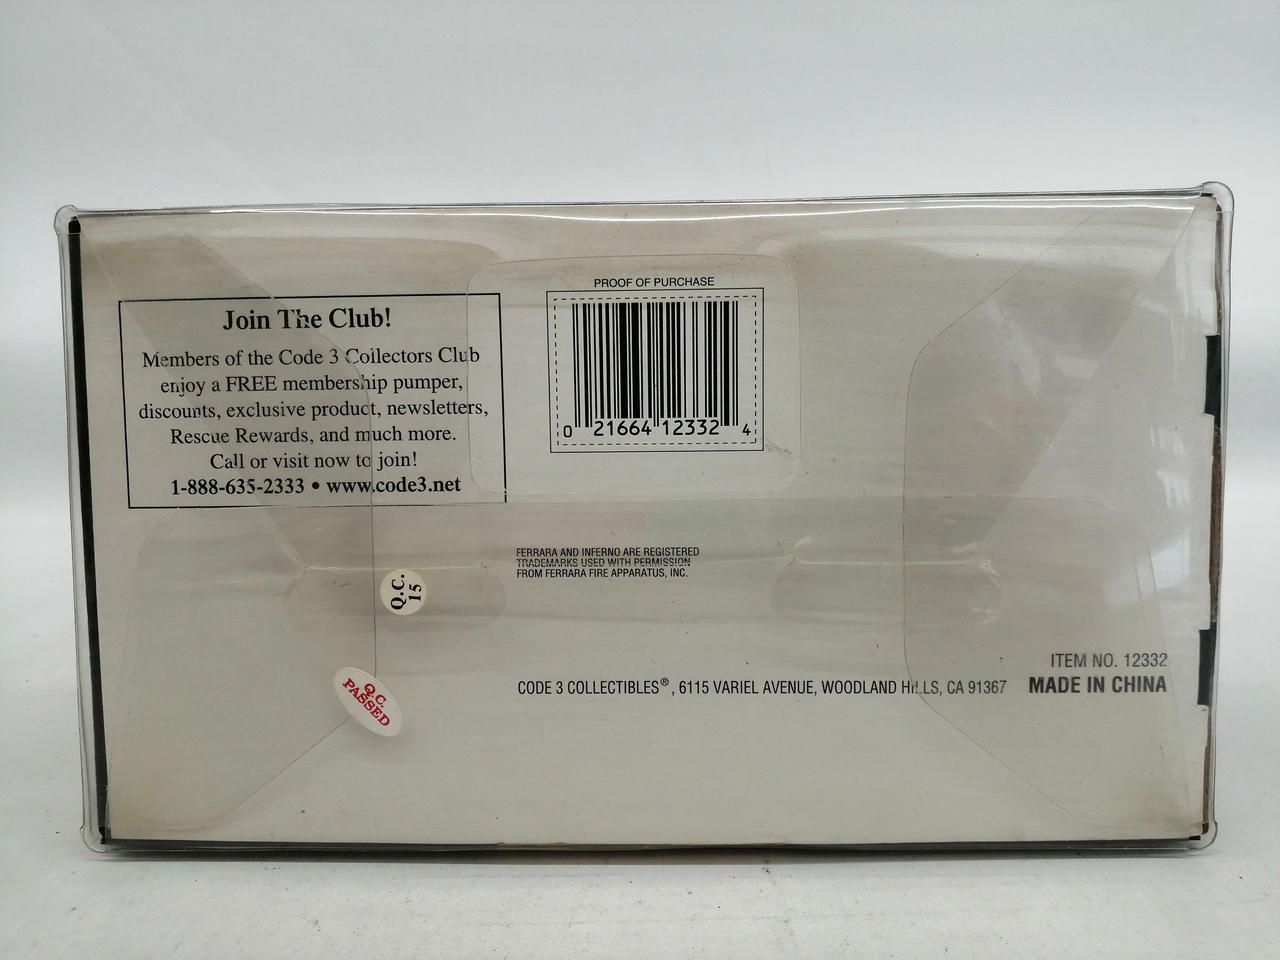 Join The Club!
Members of the Code 3 Collectors Club
enjoy a FREE membership pumper,
discounts, exclusive product, newsletters,
Rescue Rewards, and much more.
Call or visit now to join!
1-888-635-2333 • www.code3.net
PROOF OF PURCHASE
0 21664 12332 4
FERRARA AND INFERNO ARE REGISTERED
TRADEMARKS USED WITH PERMISSION
FROM FERRARA FIRE APPARATUS, INC.
Q.C.
15
Q.C.
PASSED
ITEM NO. 12332
CODE 3 COLLECTIBLES®, 6115 VARIEL AVENUE, WOODLAND HILLS, CA 91367 MADE IN CHINA